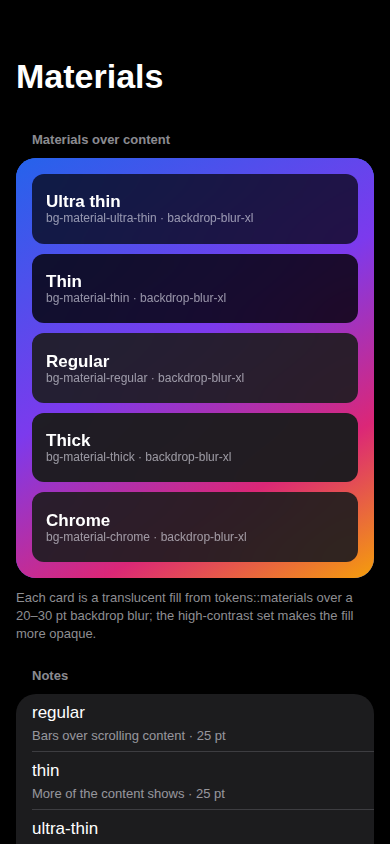 Materials
Materials over content
Ultra thin
bg-material-ultra-thin · backdrop-blur-xl
Thin
bg-material-thin · backdrop-blur-xl
Regular
bg-material-regular · backdrop-blur-xl
Thick
bg-material-thick · backdrop-blur-xl
Chrome
bg-material-chrome · backdrop-blur-xl
Each card is a translucent fill from tokens::materials over a
20–30 pt backdrop blur; the high-contrast set makes the fill
more opaque.
Notes
regular
Bars over scrolling content · 25 pt
thin
More of the content shows · 25 pt
ultra-thin